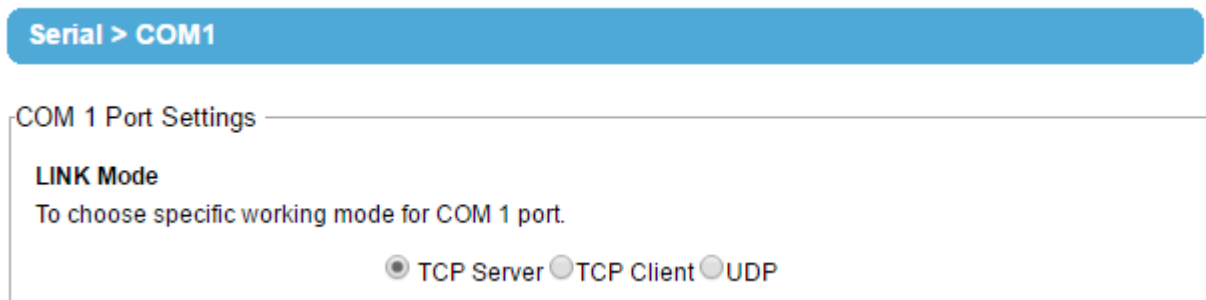 Serial > COM1
COM 1 Port Settings
LINK Mode
To choose specific working mode for COM 1 port.
TCP Server TCP Client UDP